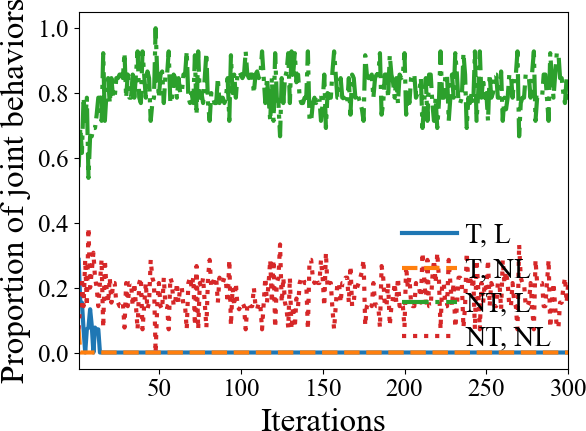 Proportion of joint behaviors
1.0
0.8
0.6
0.4
0.2
0.0
T, L
T, NL
NT, L
NT, NL
50 100 150 200 250 300
Iterations